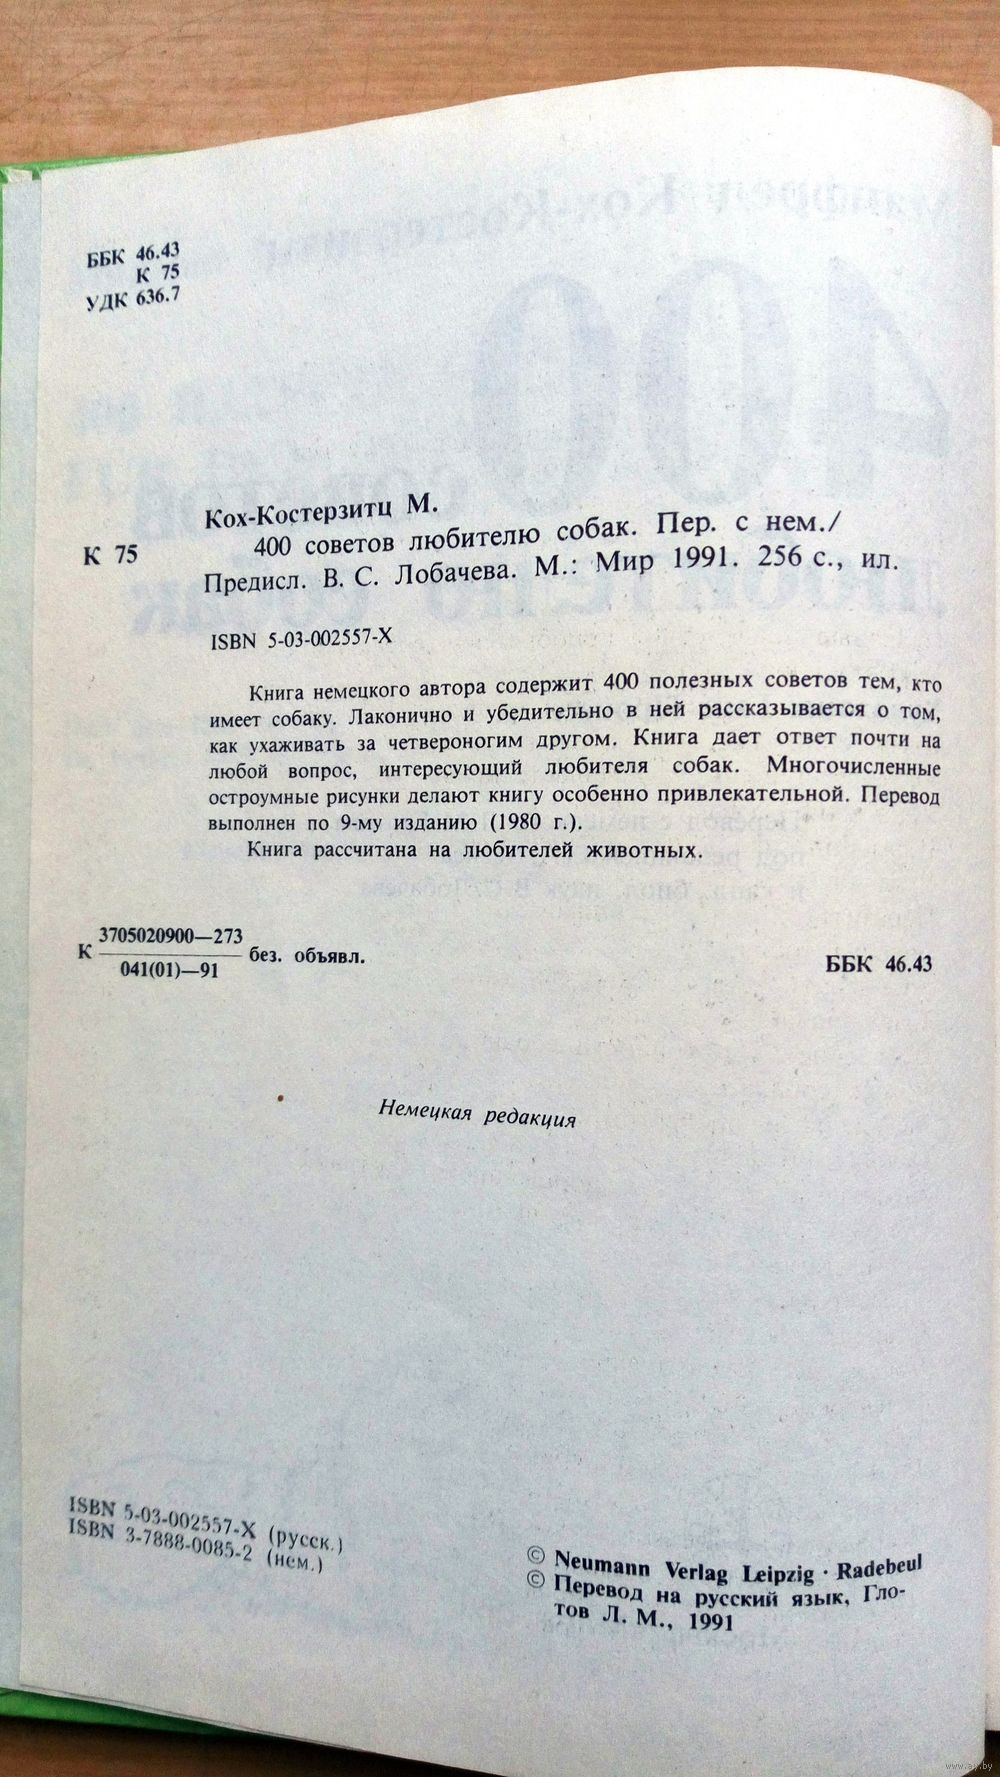 ББК 46.43
К 75
УДК 636.7
Кох-Костерзитц М.
К 75
400 советов любителю собак. Пер. с нем./
Предисл. В. С. Лобачева. М.: Мир 1991. 256 с., ил.
ISBN 5-03-002557-X
Книга немецкого автора содержит 400 полезных советов тем, кто
имеет собаку. Лаконично и убедительно в ней рассказывается о том,
как ухаживать за четвероногим другом. Книга дает ответ почти на
любой вопрос, интересующий любителя собак. Многочисленные
остроумные рисунки делают книгу особенно привлекательной. Перевод
выполнен по 9-му изданию (1980 г.).
Книга рассчитана на любителей животных.
К 3705020900—273
041(01)—91 без. объявл.
ББК 46.43
Немецкая редакция
ISBN 5-03-002557-X (русск.)
ISBN 3-7888-0085-2 (нем.)
© Neumann Verlag Leipzig · Radebeul
© Перевод на русский язык, Гло-
тов Л. М., 1991
www.ay.by